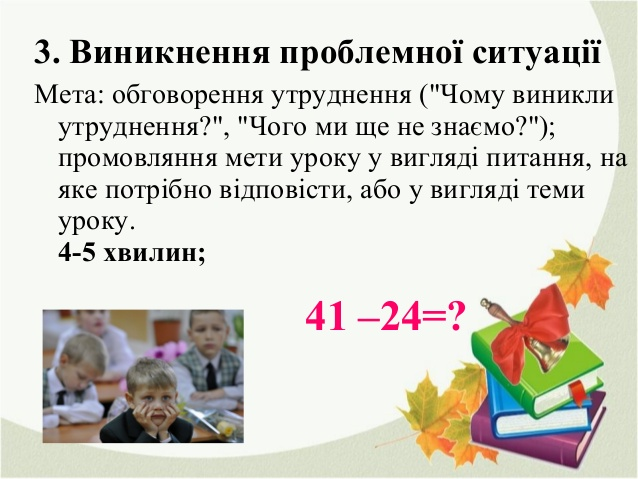 3. Виникнення проблемної ситуації
Мета: обговорення утруднення ("Чому виникли
утруднення?", "Чого ми ще не знаємо?");
промовляння мети уроку у вигляді питання, на
яке потрібно відповісти, або у вигляді теми
уроку.
4-5 хвилин;
41 –24=?